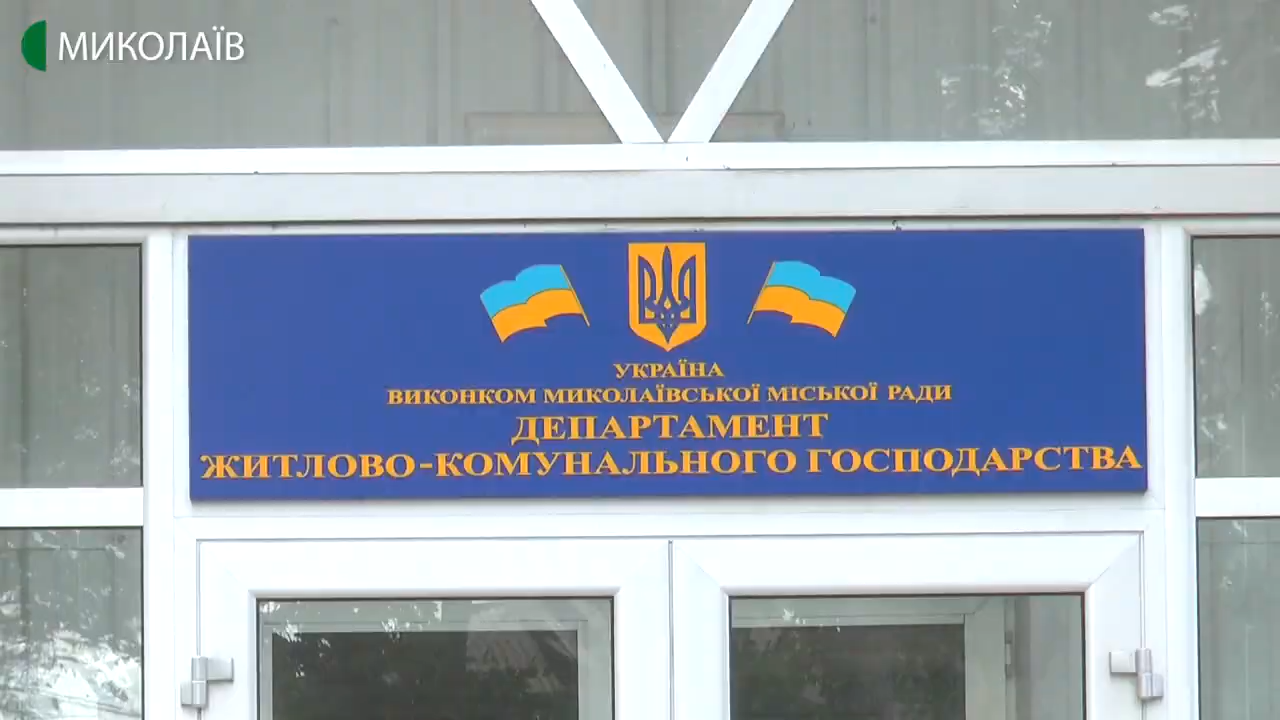 МИКОЛАЇВ
УКРАЇНА
ВИКОНКОМ МИКОЛАЇВСЬКОЇ МІСЬКОЇ РАДИ
ДЕПАРТАМЕНТ
ЖИТЛОВО-КОМУНАЛЬНОГО ГОСПОДАРСТВА